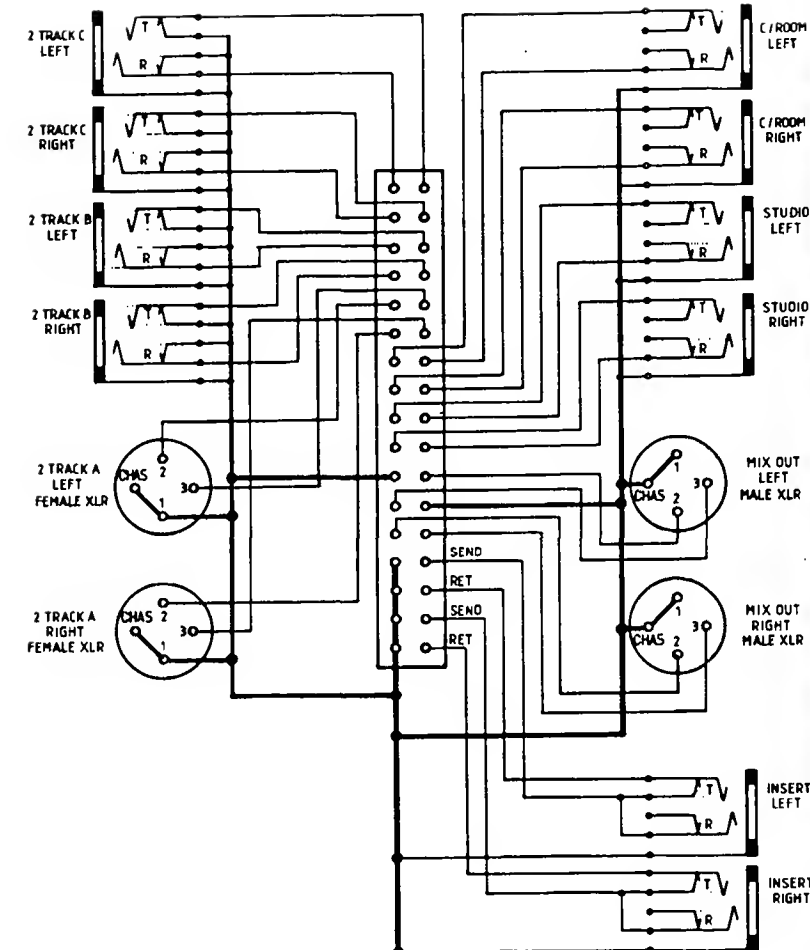 2 TRACK C
LEFT
T
R
2 TRACK C
RIGHT
T
R
2 TRACK B
LEFT
T
R
2 TRACK B
RIGHT
T
R
2 TRACK A
LEFT
FEMALE XLR
CHAS
2
3
1
2 TRACK A
RIGHT
FEMALE XLR
CHAS
2
3
1
SEND
RET
SEND
RET
T
R
C/ROOM
LEFT
T
R
C/ROOM
RIGHT
T
R
STUDIO
LEFT
T
R
STUDIO
RIGHT
1
3
CHAS
2
MIX OUT
LEFT
MALE XLR
1
3
CHAS
2
MIX OUT
RIGHT
MALE XLR
T
R
INSERT
LEFT
T
R
INSERT
RIGHT